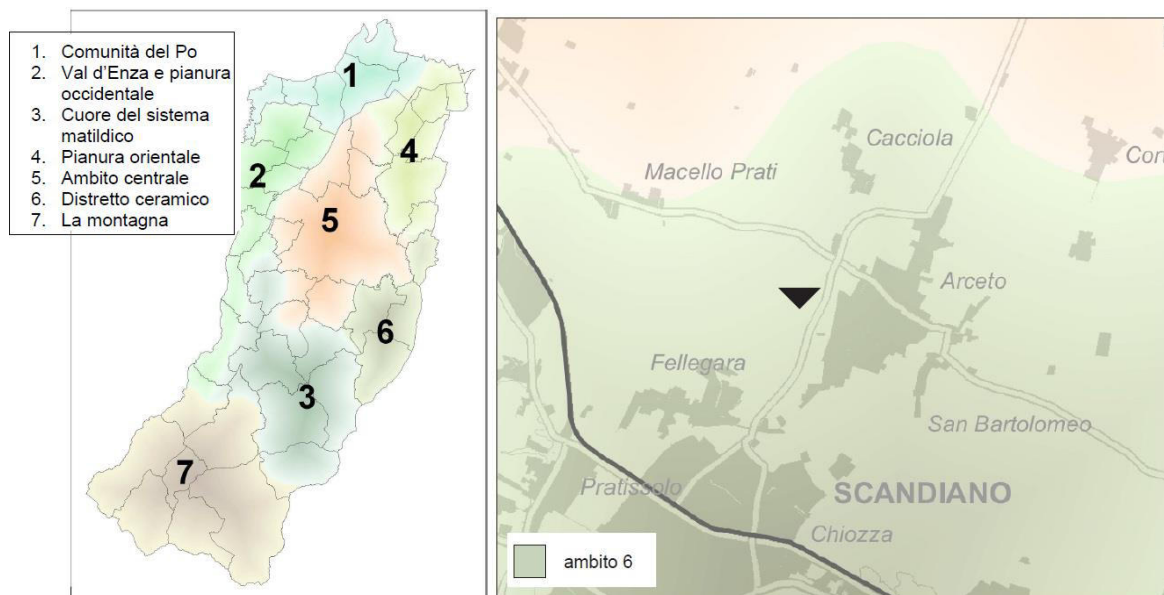 1. Comunità del Po
2. Val d'Enza e pianura
occidentale
3. Cuore del sistema
matildico
4. Pianura orientale
5. Ambito centrale
6. Distretto ceramico
7. La montagna
1
2
4
5
6
3
7
Cacciola
Macello Prati
Corti
Arceto
Fellegara
San Bartolomeo
Pratissolo
SCANDIANO
Chiozza
ambito 6